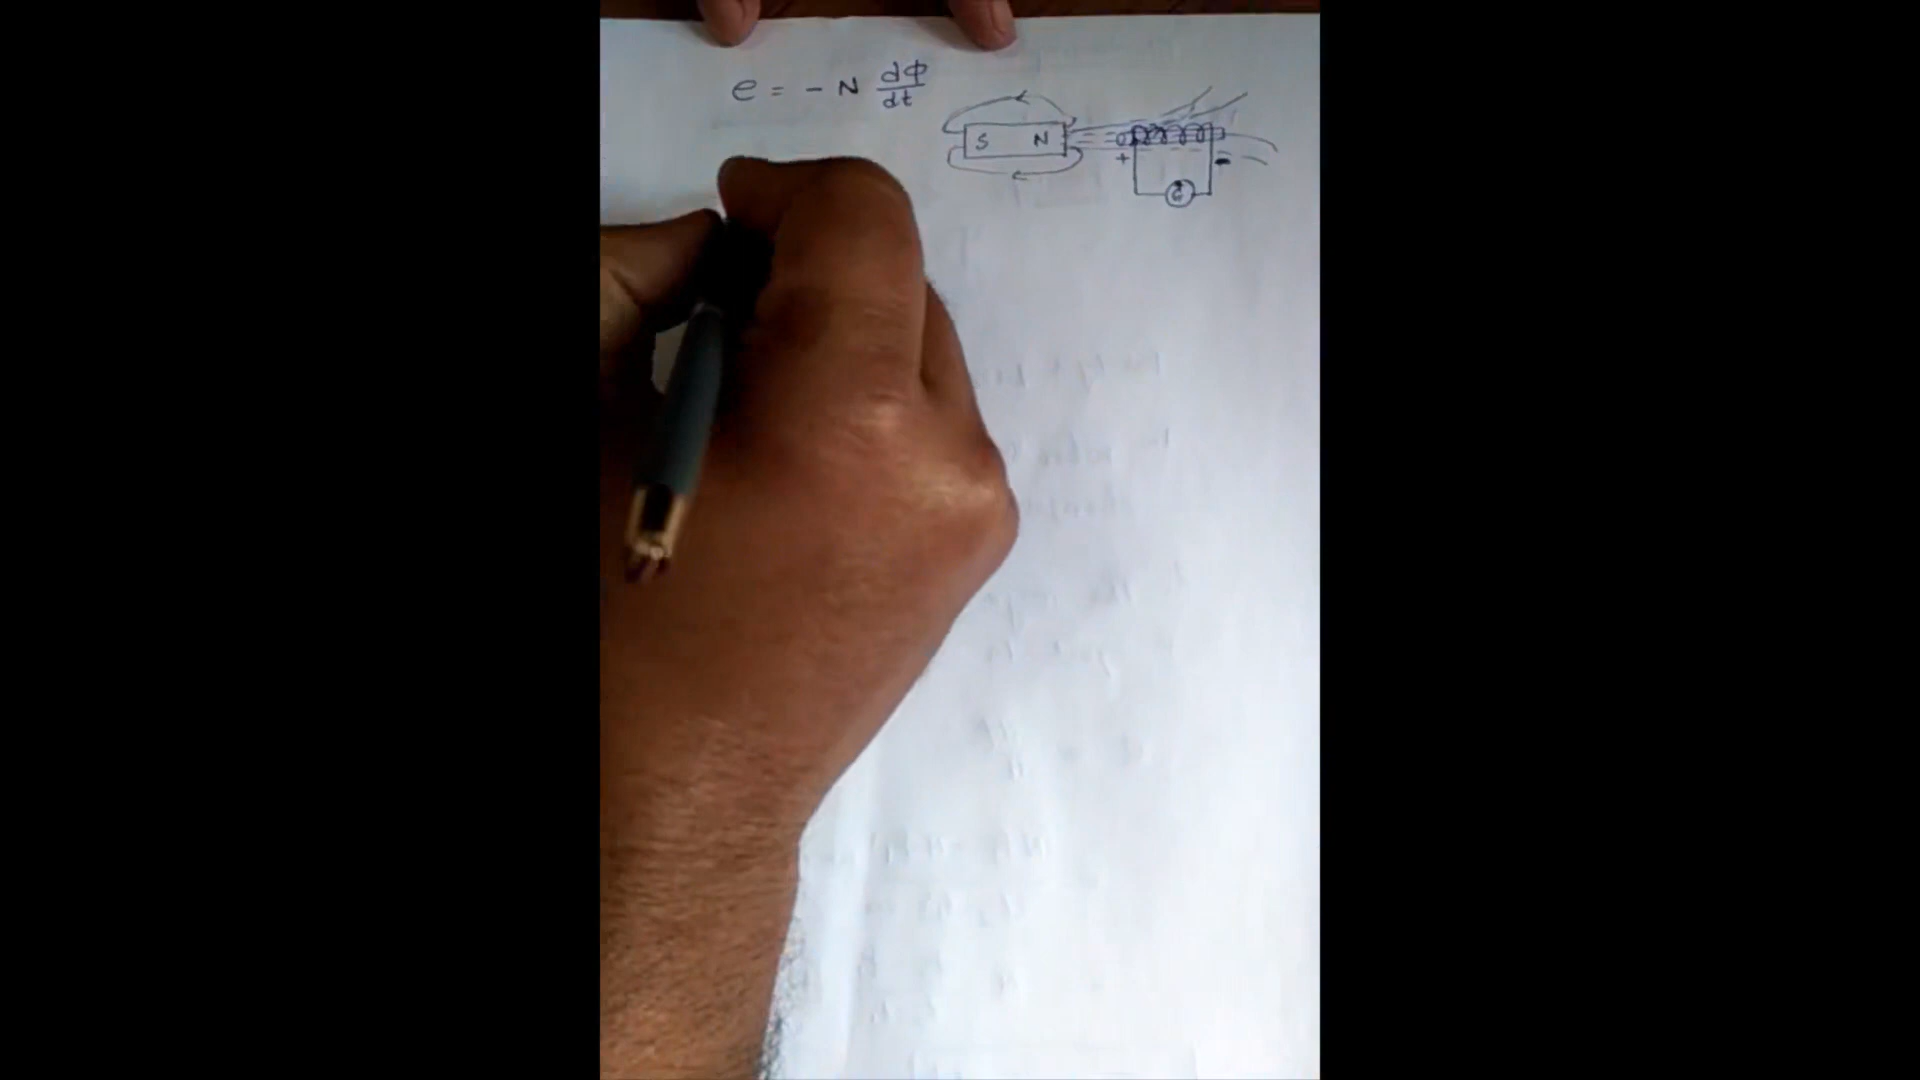 e = - N dΦ/dt
S N
+ -
G